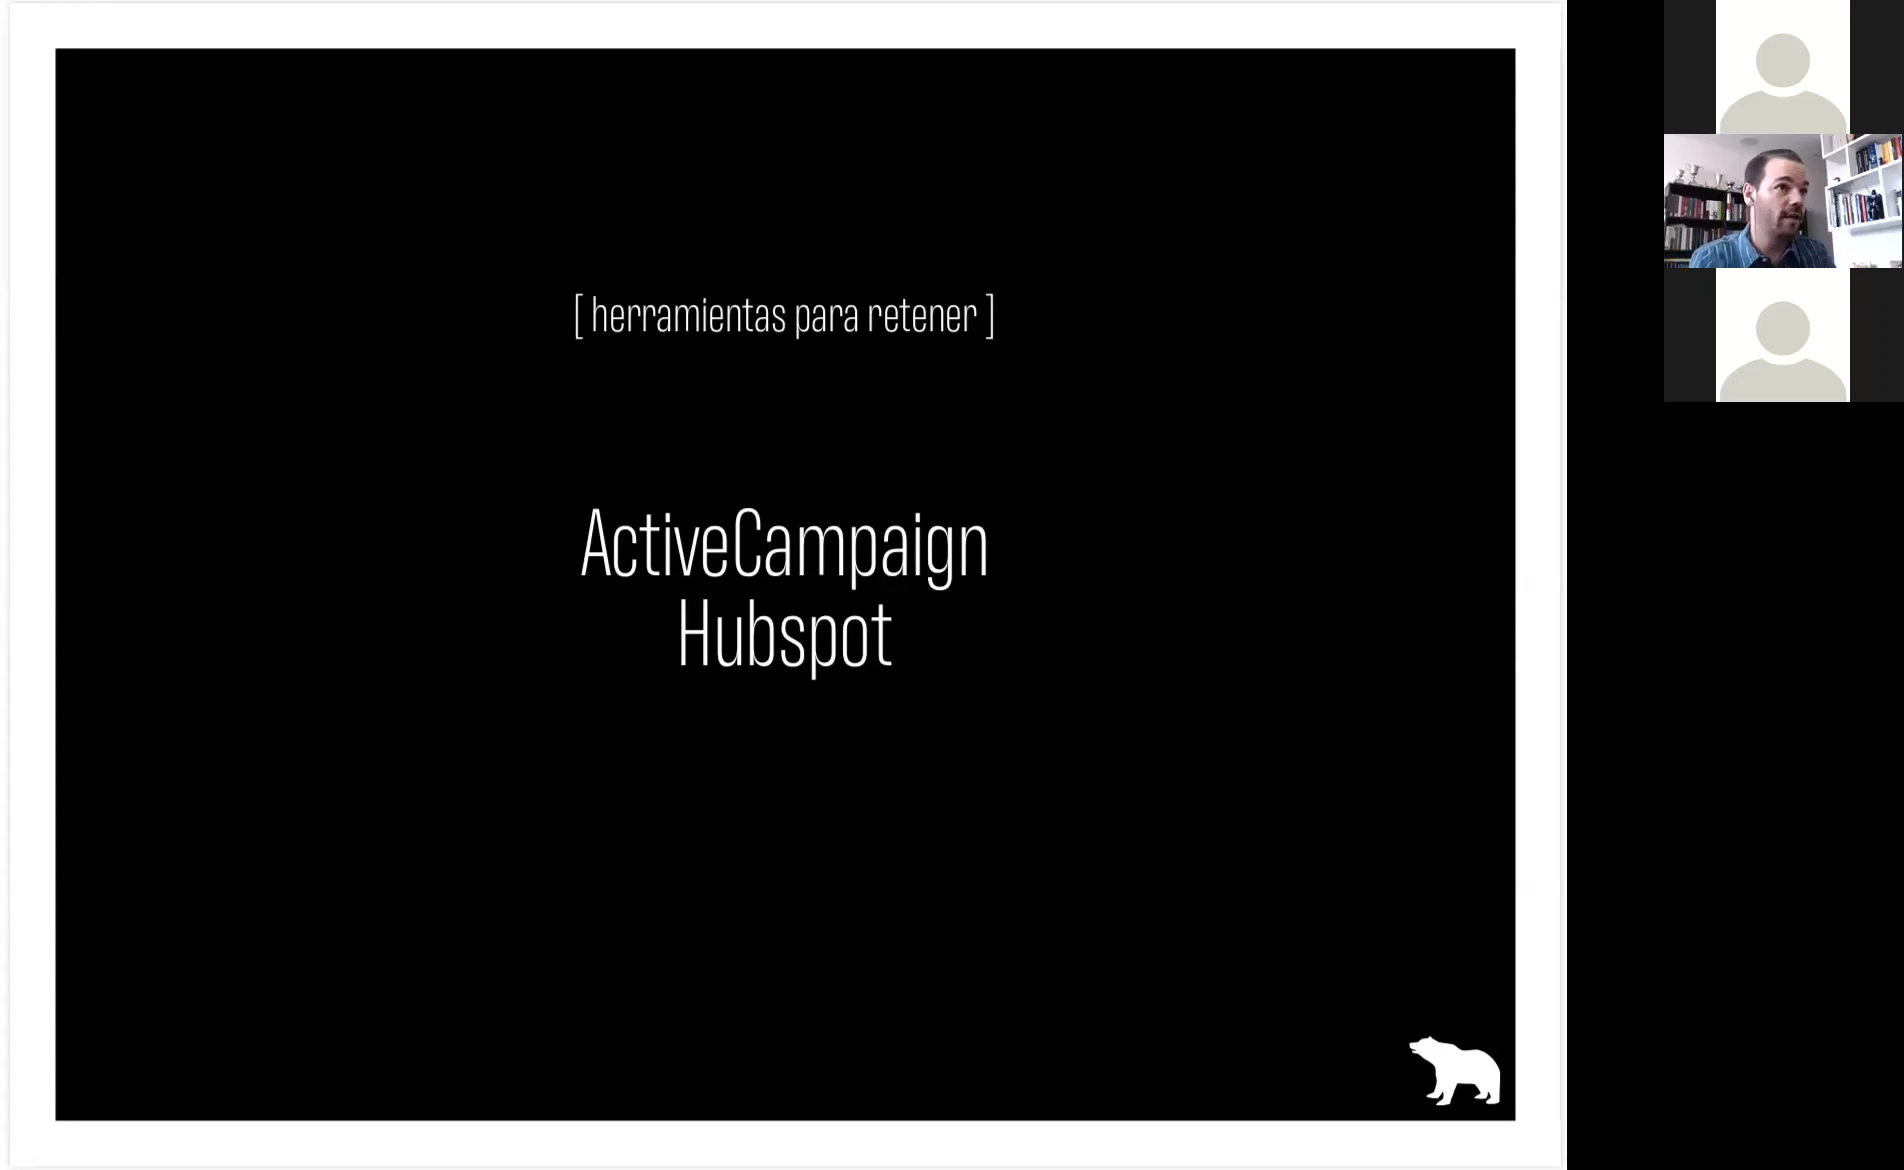 [ herramientas para retener ]
ActiveCampaign
Hubspot